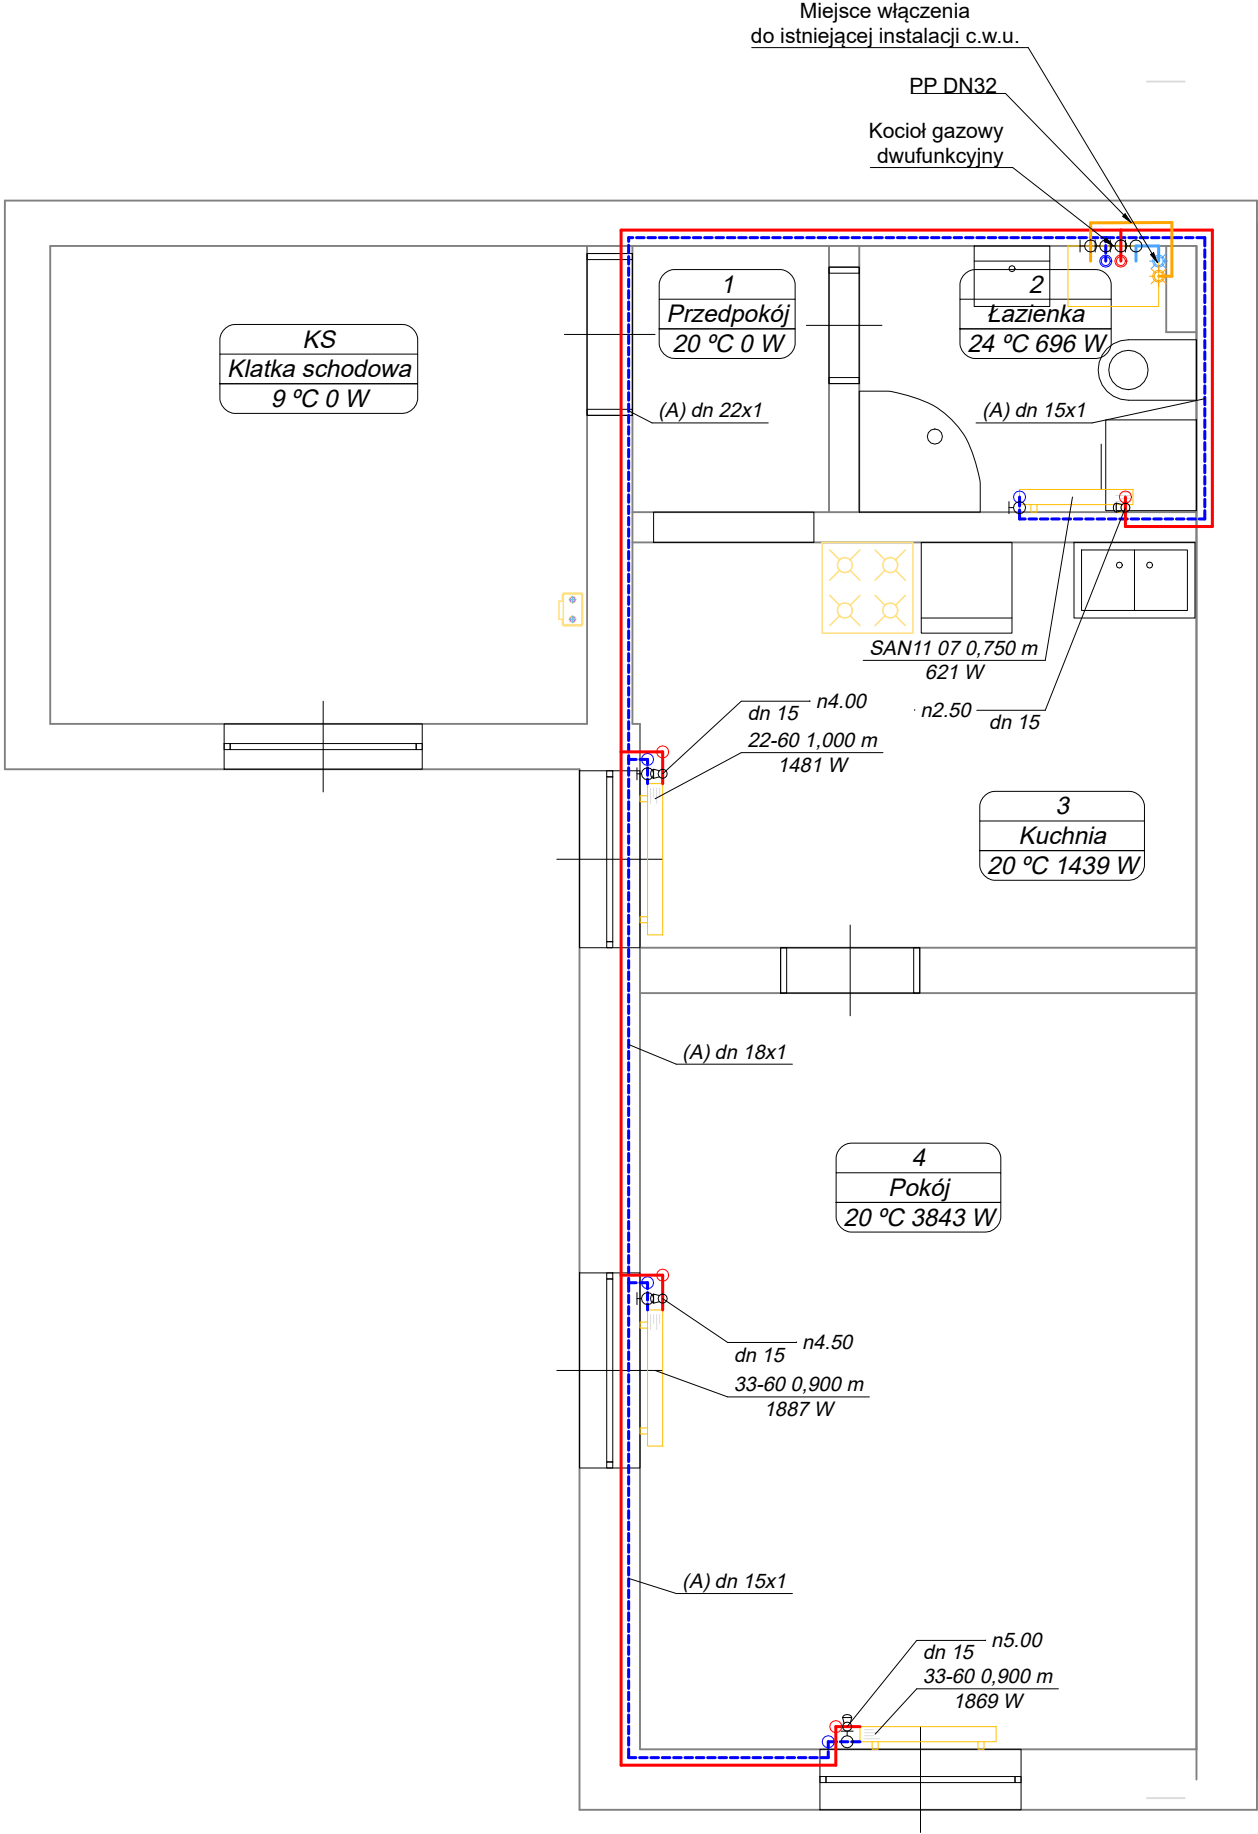 Miejsce włączenia
do istniejącej instalacji c.w.u.
PP DN32
Kocioł gazowy
dwufunkcyjny
KS
Klatka schodowa
9 ºC 0 W
1
Przedpokój
20 ºC 0 W
2
Łazienka
24 ºC 696 W
(A) dn 22x1
(A) dn 15x1
SAN11 07 0,750 m
621 W
n2.50
dn 15
n4.00
dn 15
22-60 1,000 m
1481 W
3
Kuchnia
20 ºC 1439 W
(A) dn 18x1
4
Pokój
20 ºC 3843 W
n4.50
dn 15
33-60 0,900 m
1887 W
(A) dn 15x1
n5.00
dn 15
33-60 0,900 m
1869 W